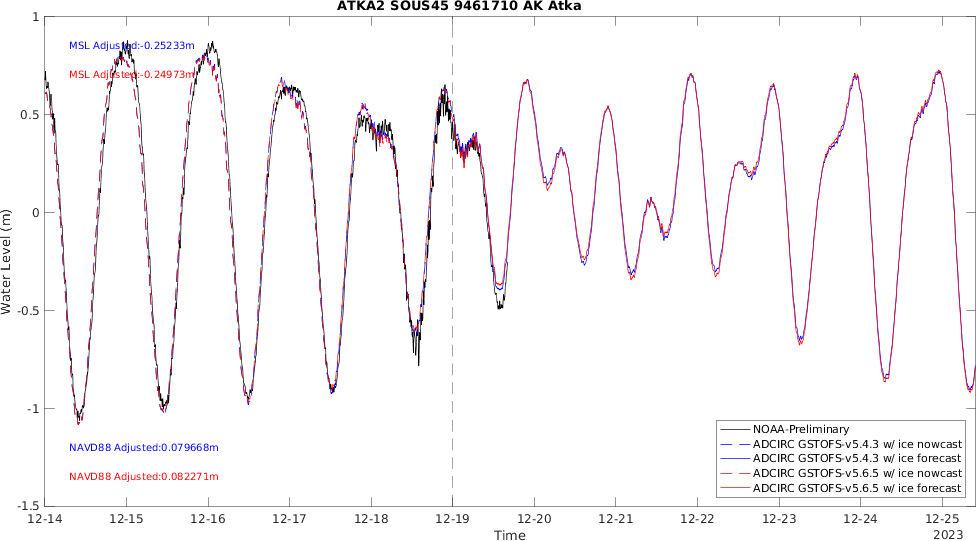 ATKA2 SOUS45 9461710 AK Atka
1
0.5
0
-0.5
-1
-1.5
Water Level (m)
MSL Adjusted:-0.25233m
MSL Adjusted:-0.24973m
NAVD88 Adjusted:0.079668m
NAVD88 Adjusted:0.082271m
NOAA-Preliminary
ADCIRC GSTOFS-v5.4.3 w/ ice nowcast
ADCIRC GSTOFS-v5.4.3 w/ ice forecast
ADCIRC GSTOFS-v5.6.5 w/ ice nowcast
ADCIRC GSTOFS-v5.6.5 w/ ice forecast
12-14 12-15 12-16 12-17 12-18 12-19 12-20 12-21 12-22 12-23 12-24 12-25
Time
2023